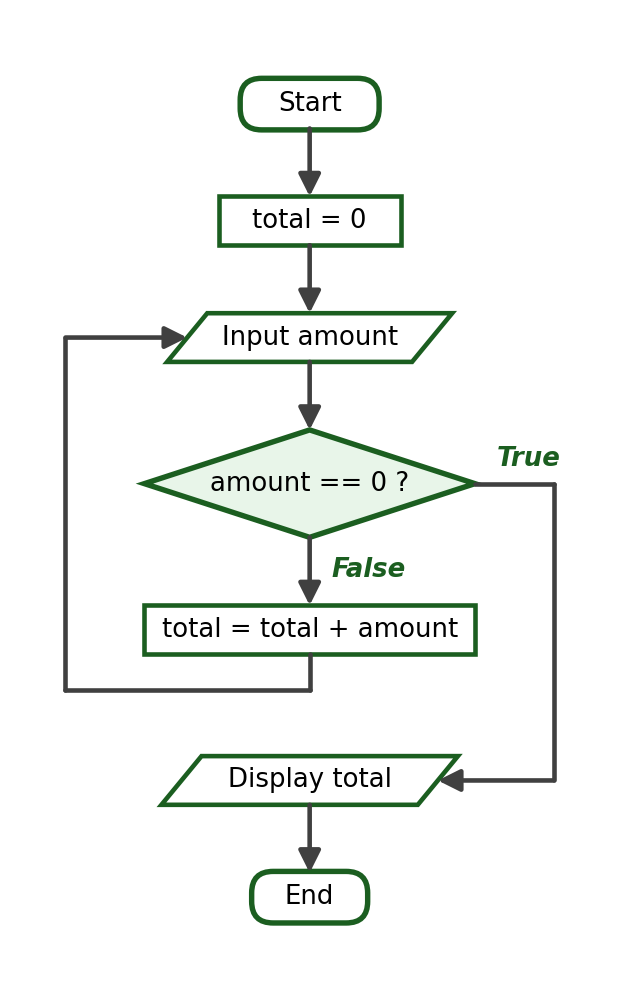 Start
total = 0
Input amount
True
amount == 0 ?
False
total = total + amount
Display total
End